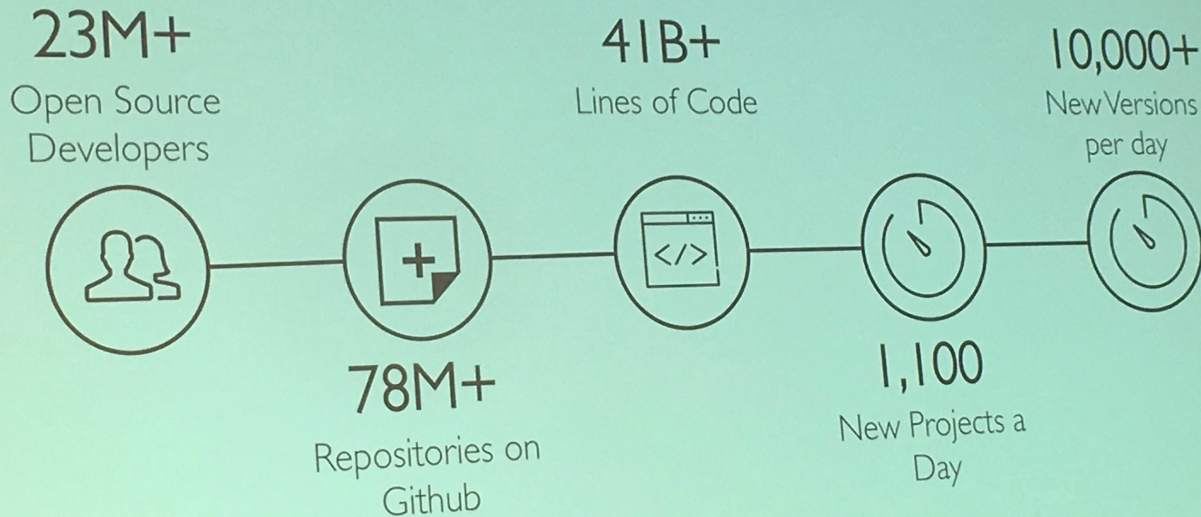 23M+
Open Source
Developers
78M+
Repositories on
Github
41B+
Lines of Code
</>
1,100
New Projects a
Day
10,000+
New Versions
per day